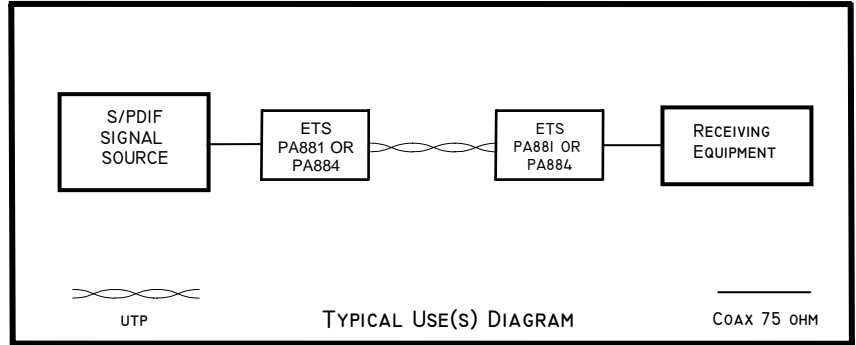 S/PDIF
SIGNAL
SOURCE
ETS
PA881 OR
PA884
ETS
PA88I OR
PA884
RECEIVING
EQUIPMENT
UTP
TYPICAL USE(S) DIAGRAM
COAX 75 OHM